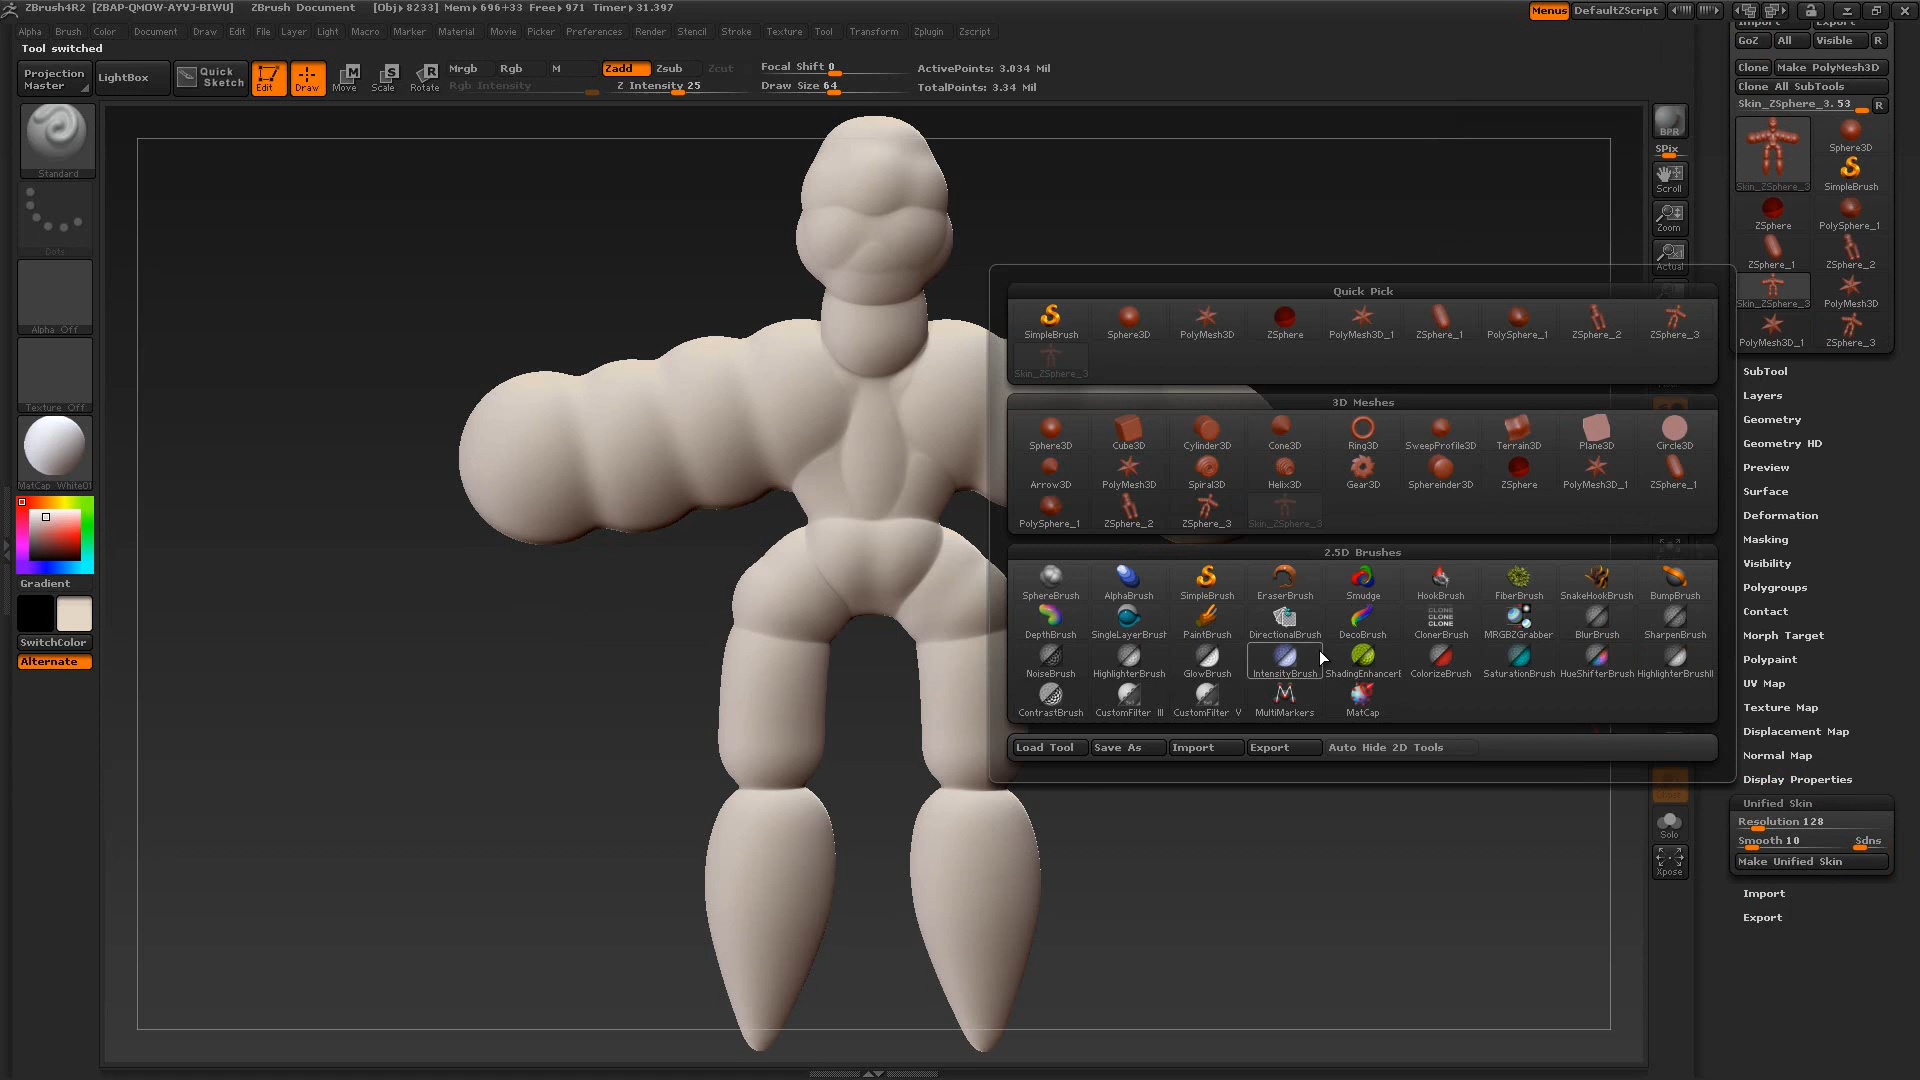 ZBrush4R2 [ZBAP-QMOW-AYVJ-BIWU] ZBrush Document [Obj▸8233] Mem▸696+33 Free▸971 Timer▸31.397 Menus DefaultZScript
Alpha Brush Color Document Draw Edit File Layer Light Macro Marker Material Movie Picker Preferences Render Stencil Stroke Texture Tool Transform Zplugin Zscript
Tool switched
Projection Master
LightBox
Quick Sketch
Edit
Draw
Move
Scale
Rotate
Mrgb Rgb M
Rgb Intensity
Zadd Zsub Zcut
Z Intensity 25
Focal Shift 0
Draw Size 64
ActivePoints: 3.034 Mil
TotalPoints: 3.34 Mil
Standard
Dots
Alpha Off
Texture Off
MatCap White01
Gradient
SwitchColor
Alternate
BPR
SPix
Scroll
Zoom
Actual
Solo
Xpose
Quick Pick
SimpleBrush Sphere3D PolyMesh3D ZSphere PolyMesh3D_1 ZSphere_1 PolySphere_1 ZSphere_2 ZSphere_3
Skin_ZSphere_3
3D Meshes
Sphere3D Cube3D Cylinder3D Cone3D Ring3D SweepProfile3D Terrain3D Plane3D Circle3D
Arrow3D PolyMesh3D Spiral3D Helix3D Gear3D Sphereinder3D ZSphere PolyMesh3D_1 ZSphere_1
PolySphere_1 ZSphere_2 ZSphere_3 Skin_ZSphere_3
2.5D Brushes
SphereBrush AlphaBrush SimpleBrush EraserBrush Smudge HookBrush FiberBrush SnakeHookBrush BumpBrush
CLONE
CLONE
CLONE
DepthBrush SingleLayerBrush PaintBrush DirectionalBrush DecoBrush ClonerBrush MRGBZGrabber BlurBrush SharpenBrush
NoiseBrush HighlighterBrush GlowBrush IntensityBrush ShadingEnhancerB ColorizeBrush SaturationBrush HueShifterBrush HighlighterBrushII
ContrastBrush CustomFilter III CustomFilter V MultiMarkers MatCap
Load Tool Save As Import Export Auto Hide 2D Tools
Import Export
GoZ All Visible R
Clone Make PolyMesh3D
Clone All SubTools
Skin_ZSphere_3. 53 R
Skin_ZSphere_3 Sphere3D
SimpleBrush
ZSphere PolySphere_1
ZSphere_1 ZSphere_2
Skin_ZSphere_3 PolyMesh3D
PolyMesh3D_1 ZSphere_3
SubTool
Layers
Geometry
Geometry HD
Preview
Surface
Deformation
Masking
Visibility
Polygroups
Contact
Morph Target
Polypaint
UV Map
Texture Map
Displacement Map
Normal Map
Display Properties
Unified Skin
Resolution 128
Smooth 10 Sdns
Make Unified Skin
Import
Export